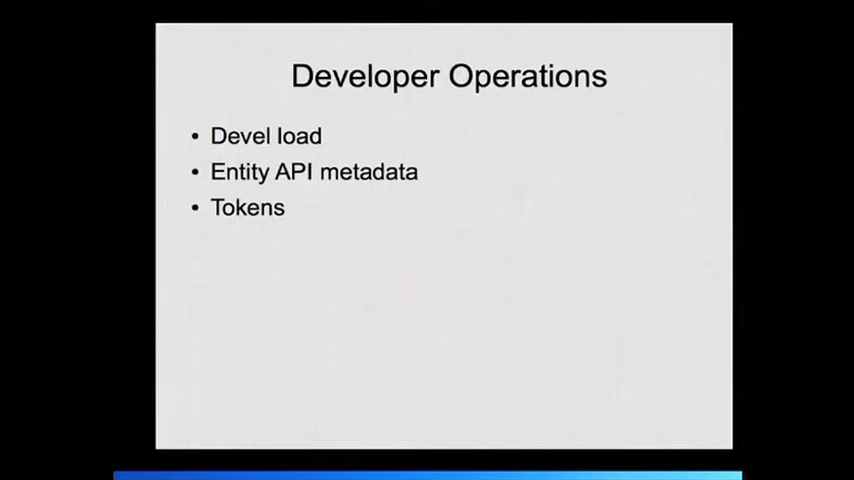 Developer Operations
• Devel load
• Entity API metadata
• Tokens